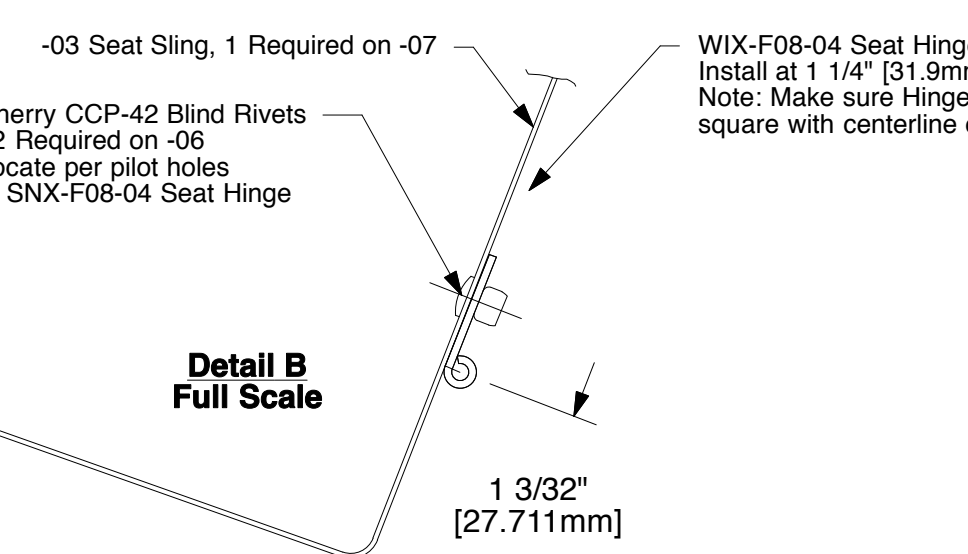 -03 Seat Sling, 1 Required on -07
WIX-F08-04 Seat Hinge
Install at 1 1/4" [31.9mm
Note: Make sure Hinge
square with centerline
herry CCP-42 Blind Rivets
2 Required on -06
ocate per pilot holes
SNX-F08-04 Seat Hinge
Detail B
Full Scale
1 3/32"
[27.711mm]